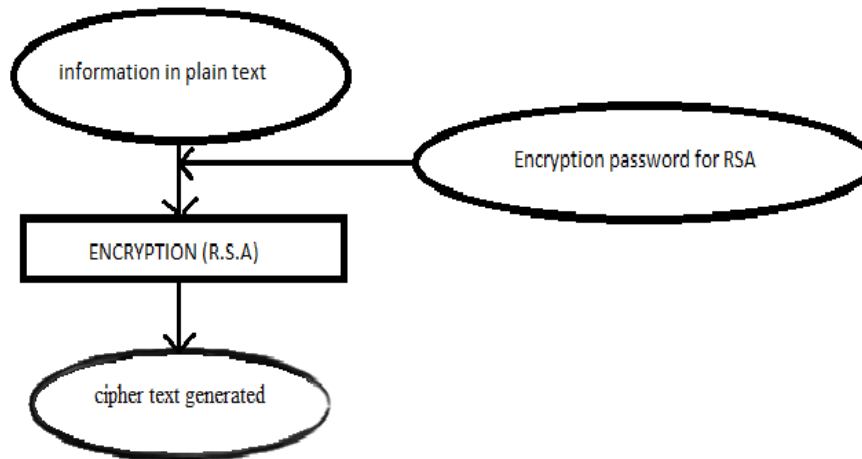 information in plain text
Encryption password for RSA
ENCRYPTION (R.S.A)
cipher text generated